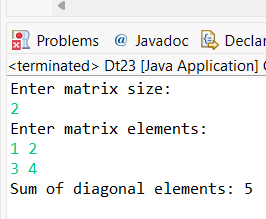 Problems @ Javadoc Declar
<terminated> Dt23 [Java Application] C
Enter matrix size:
2
Enter matrix elements:
1 2
3 4
Sum of diagonal elements: 5